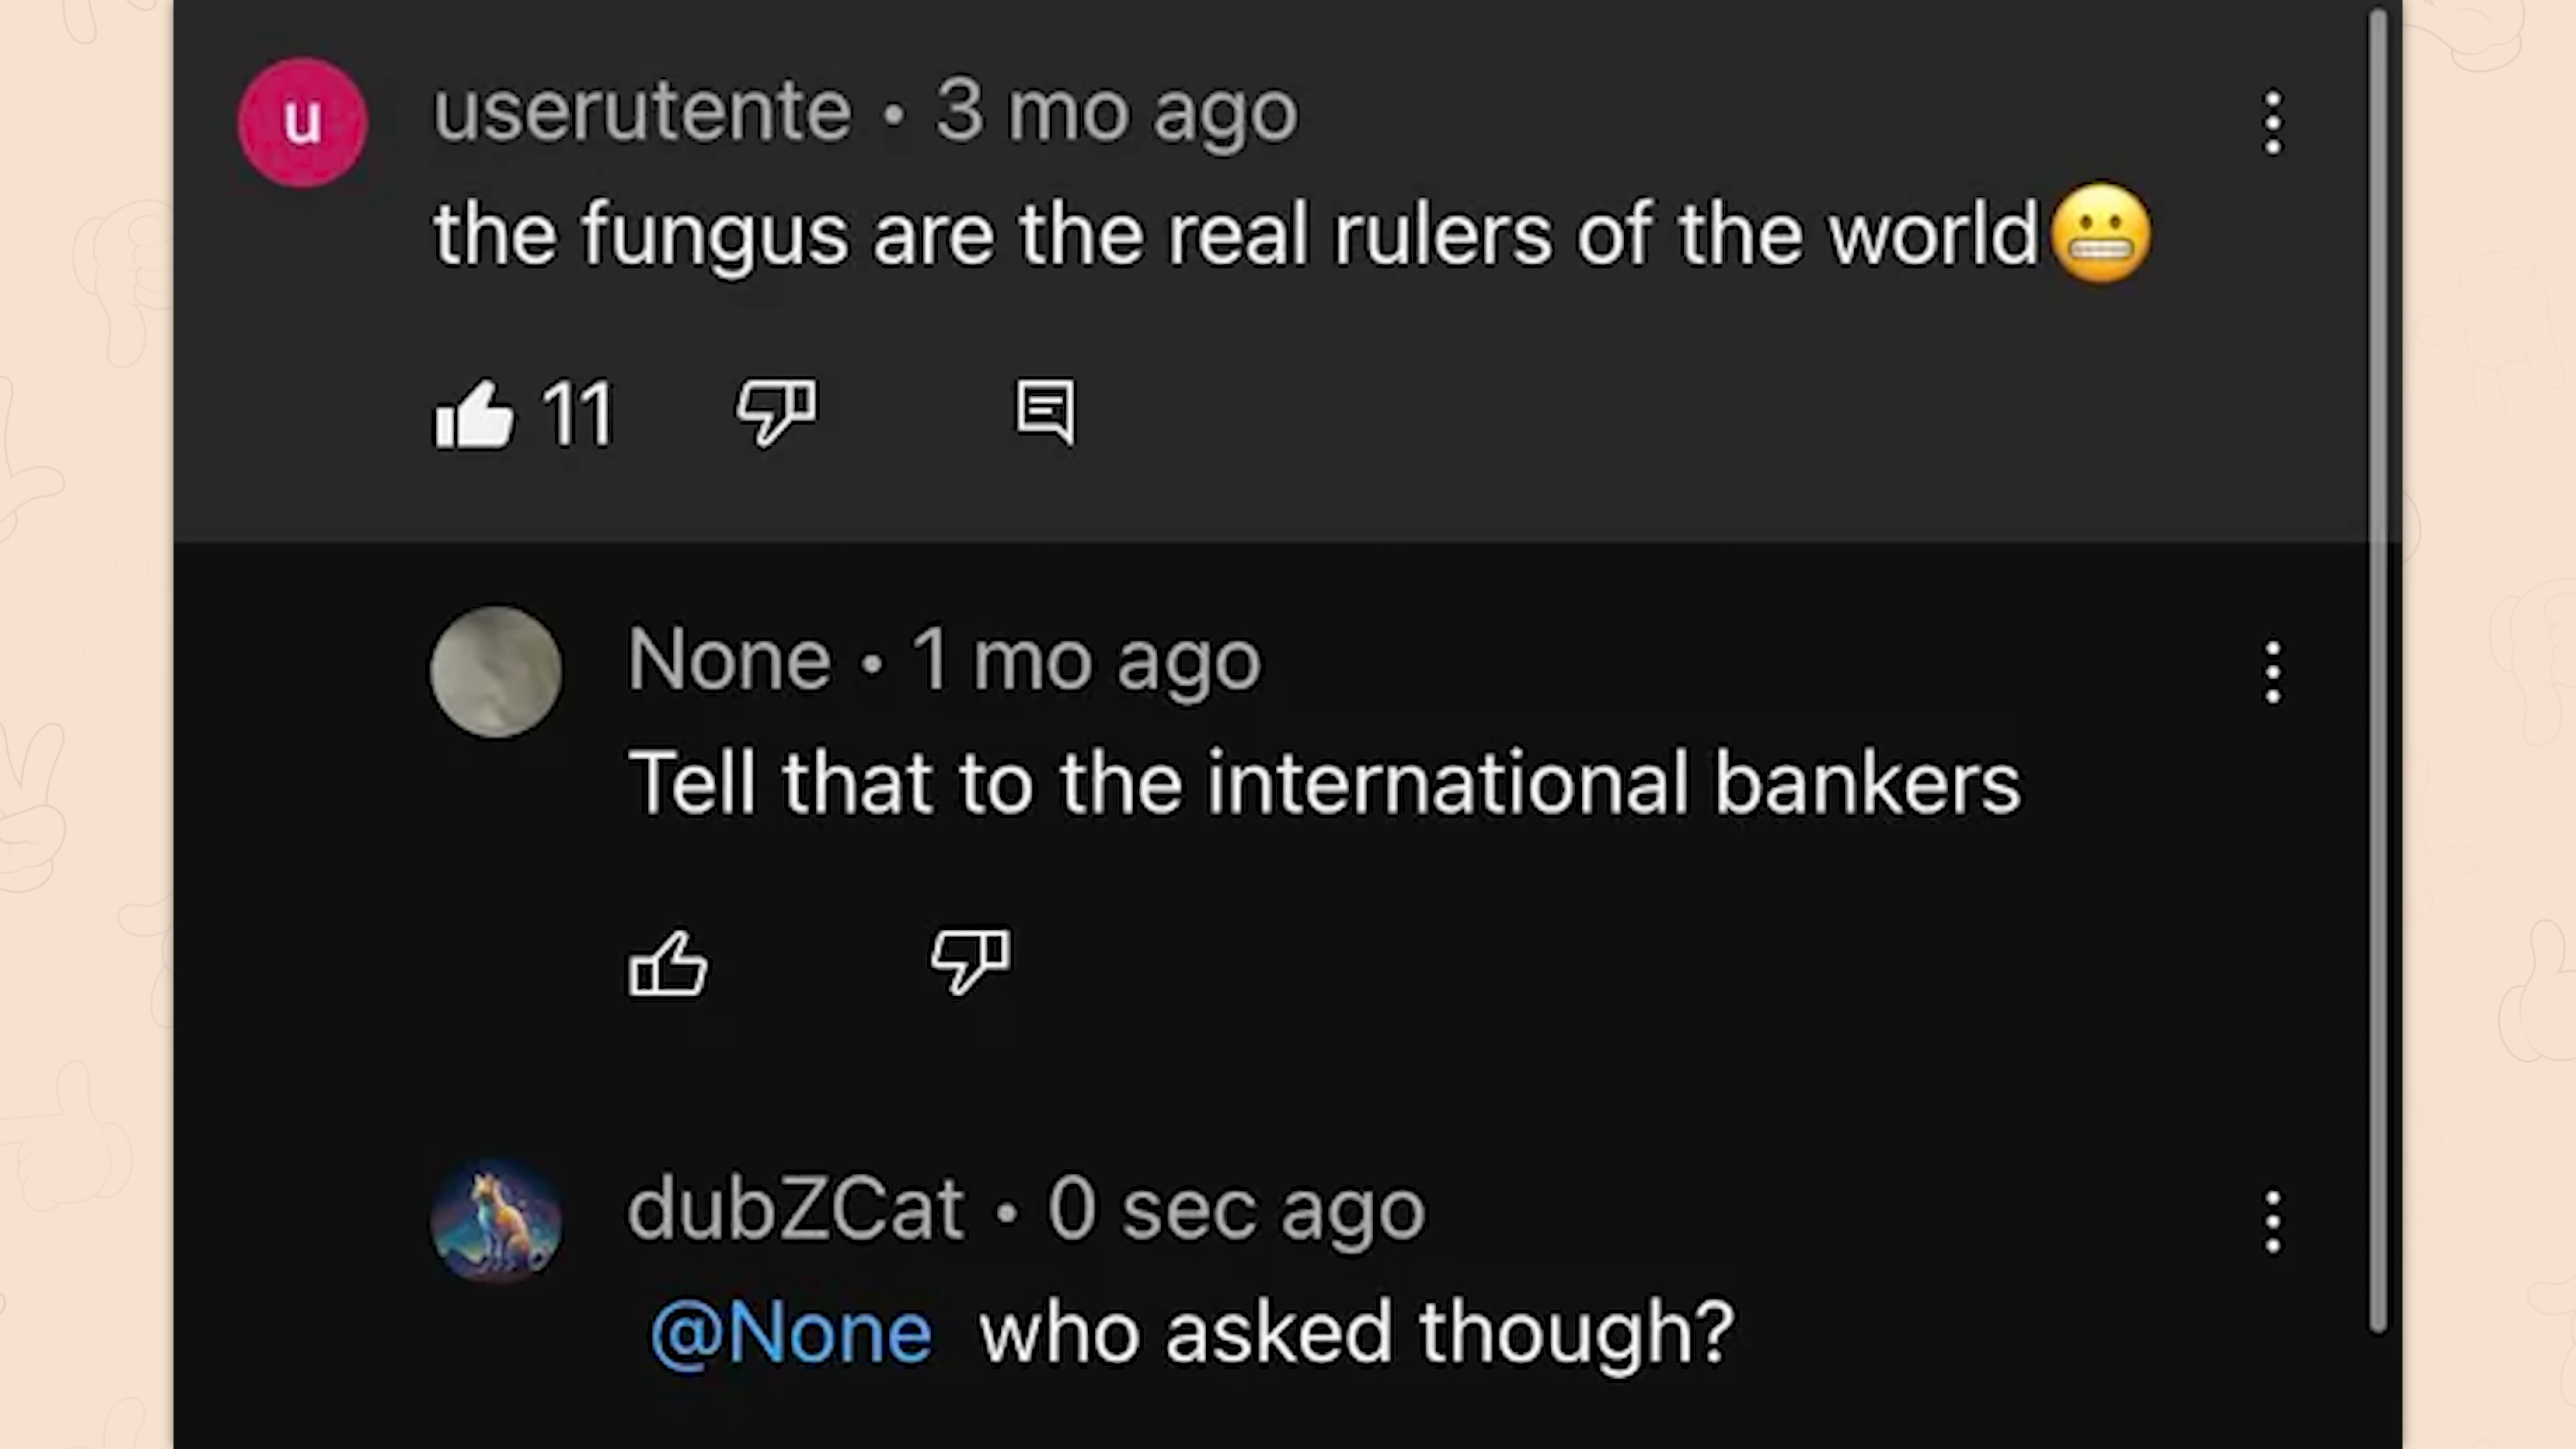 u
userutente • 3 mo ago
the fungus are the real rulers of the world😬
11
None • 1 mo ago
Tell that to the international bankers
dubZCat • 0 sec ago
@None who asked though?